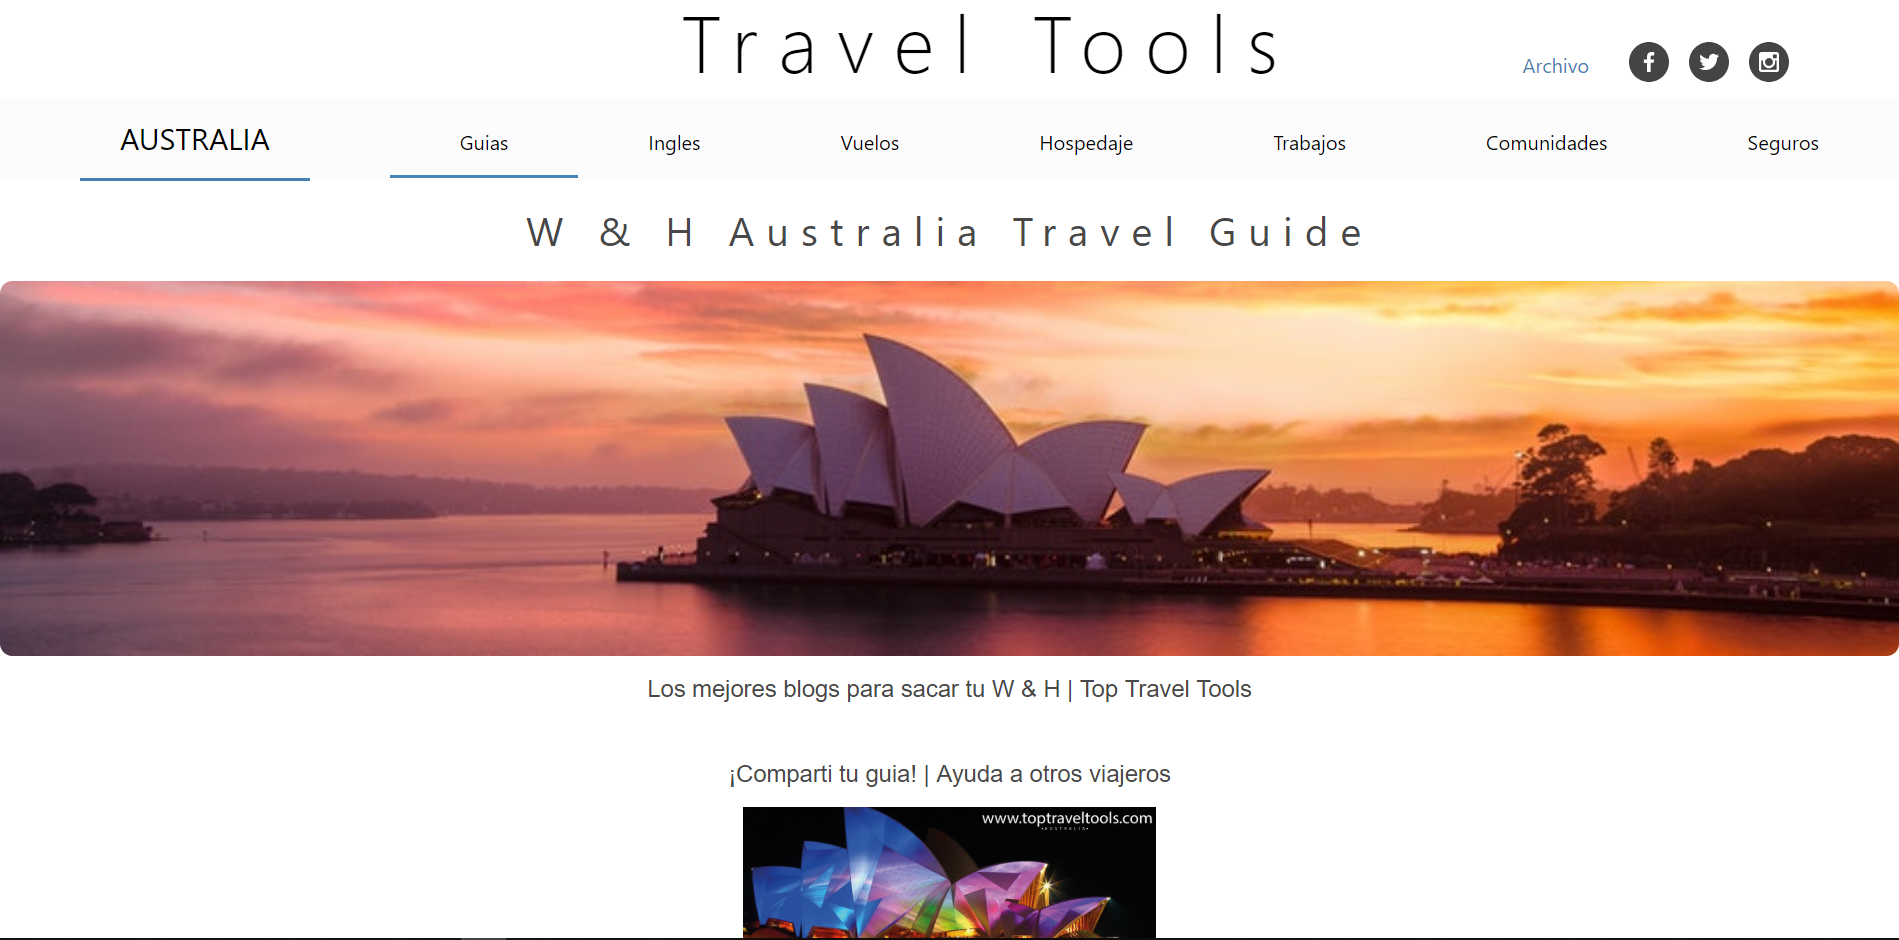 Travel Tools
Archivo
AUSTRALIA
Guias
Ingles
Vuelos
Hospedaje
Trabajos
Comunidades
Seguros
W & H Australia Travel Guide
Los mejores blogs para sacar tu W & H | Top Travel Tools
¡Comparti tu guia! | Ayuda a otros viajeros
www.toptraveltools.com
•AUSTRALIA•